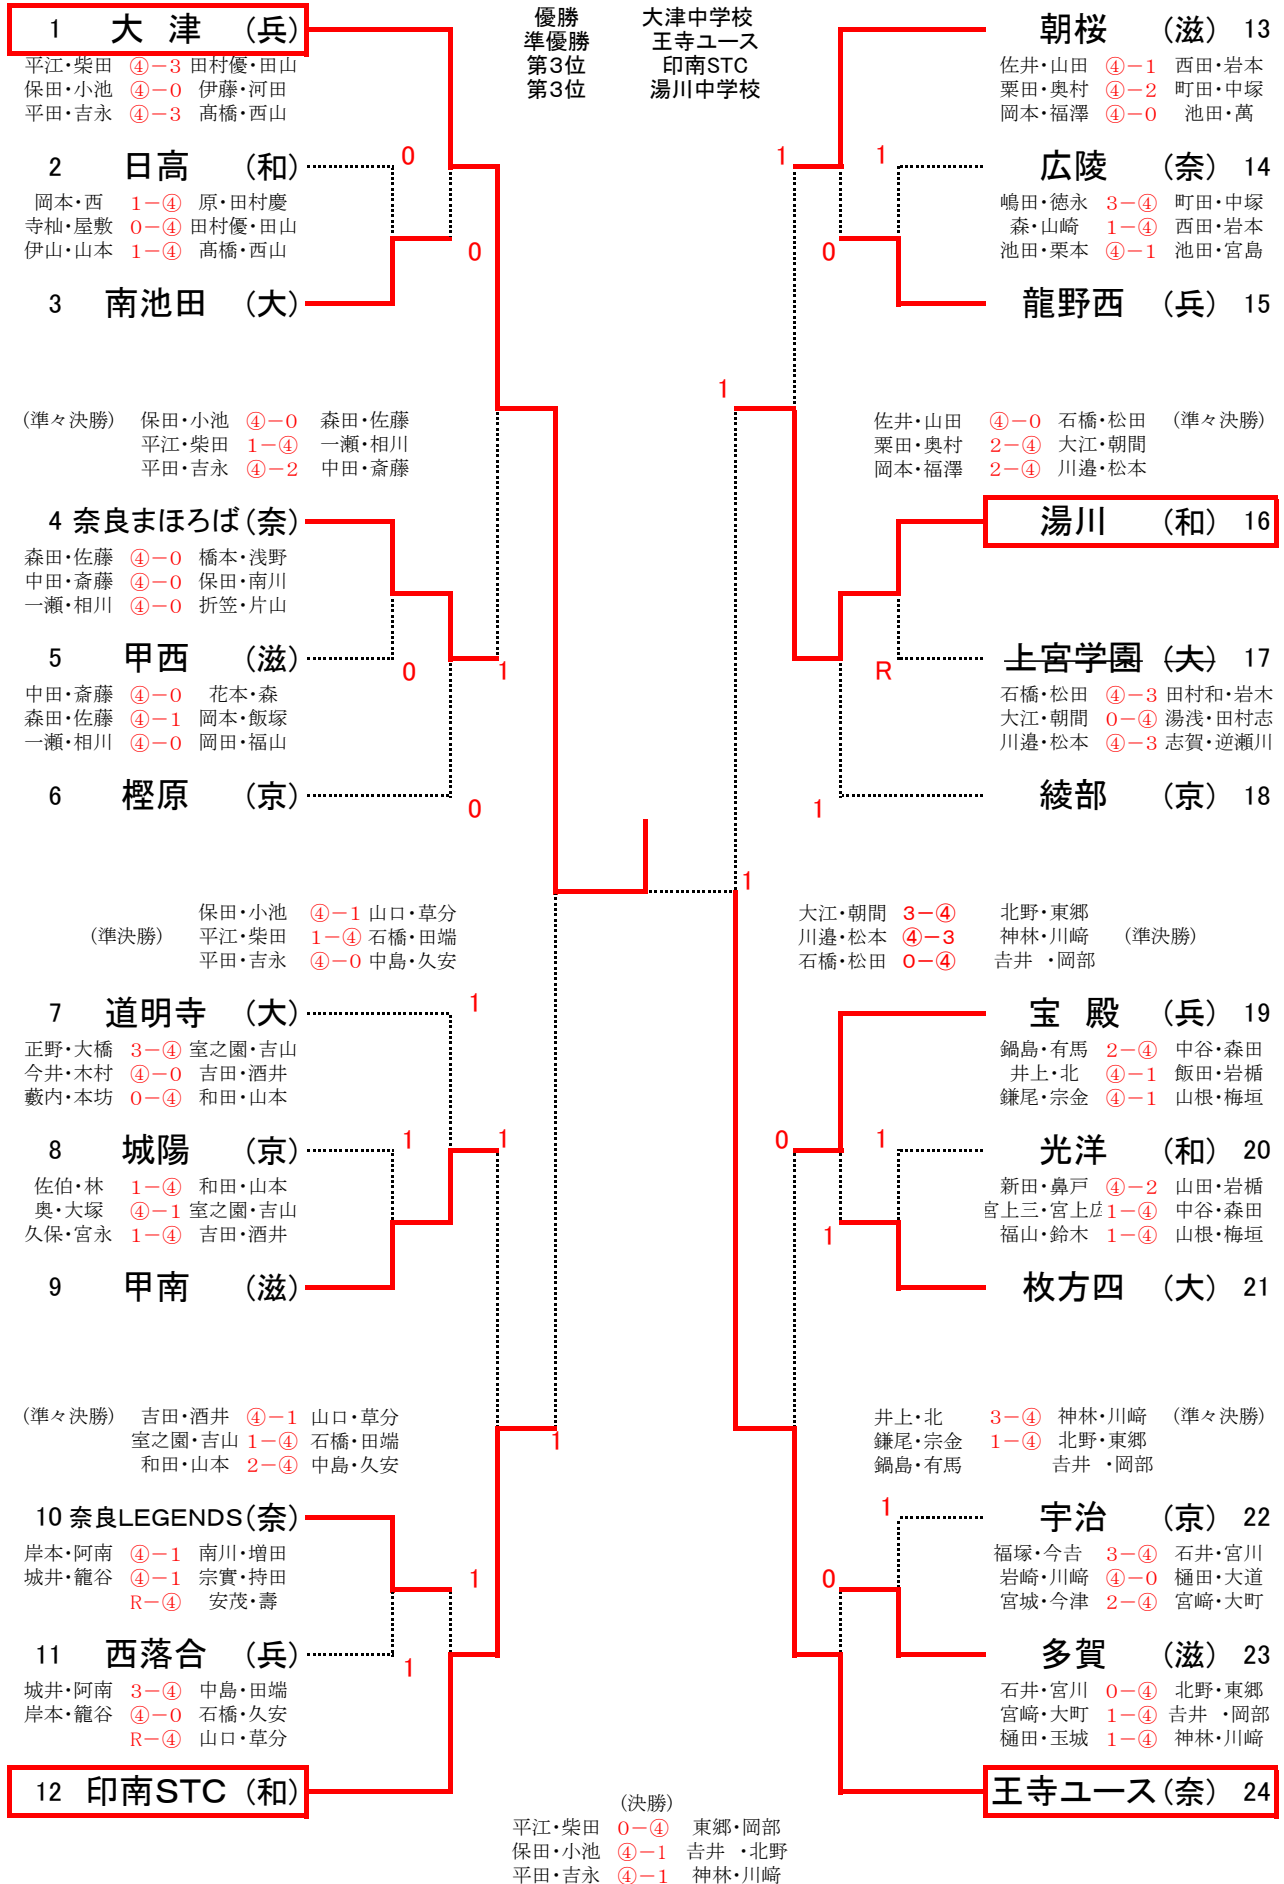 優勝 大津中学校
準優勝 王寺ユース
第3位 印南STC
第3位 湯川中学校
1 大 津 (兵)
平江・柴田 ④－3 田村優・田山
保田・小池 ④－0 伊藤・河田
平田・吉永 ④－3 髙橋・西山
0
2 日高 (和)
岡本・西 1－④ 原・田村慶
寺杣・屋敷 0－④ 田村優・田山
伊山・山本 1－④ 髙橋・西山
0
3 南池田 (大)
(準々決勝) 保田・小池 ④－0 森田・佐藤
平江・柴田 1－④ 一瀬・相川
平田・吉永 ④－2 中田・斎藤
4 奈良まほろば (奈)
森田・佐藤 ④－0 橋本・浅野
中田・斎藤 ④－0 保田・南川
一瀬・相川 ④－0 折笠・片山
5 甲西 (滋)
0
1
中田・斎藤 ④－0 花本・森
森田・佐藤 ④－1 岡本・飯塚
一瀬・相川 ④－0 岡田・福山
6 樫原 (京)
0
保田・小池 ④－1 山口・草分
(準決勝) 平江・柴田 1－④ 石橋・田端
平田・吉永 ④－0 中島・久安
7 道明寺 (大)
1
正野・大橋 3－④ 室之園・吉山
今井・木村 ④－0 吉田・酒井
藪内・本坊 0－④ 和田・山本
8 城陽 (京)
1
1
佐伯・林 1－④ 和田・山本
奥・大塚 ④－1 室之園・吉山
久保・宮永 1－④ 吉田・酒井
9 甲南 (滋)
(準々決勝) 吉田・酒井 ④－1 山口・草分
室之園・吉山 1－④ 石橋・田端
和田・山本 2－④ 中島・久安
1
10 奈良LEGENDS (奈)
岸本・阿南 ④－1 南川・増田
城井・籠谷 ④－1 宗實・持田
R－④ 安茂・壽
1
11 西落合 (兵)
1
城井・阿南 3－④ 中島・田端
岸本・籠谷 ④－0 石橋・久安
R－④ 山口・草分
12 印南STC (和)
朝桜 (滋) 13
佐井・山田 ④－1 西田・岩本
栗田・奥村 ④－2 町田・中塚
岡本・福澤 ④－0 池田・萬
1
1
広陵 (奈) 14
嶋田・徳永 3－④ 町田・中塚
森・山崎 1－④ 西田・岩本
池田・栗本 ④－1 池田・宮島
0
龍野西 (兵) 15
1
佐井・山田 ④－0 石橋・松田 (準々決勝)
粟田・奥村 2－④ 大江・朝間
岡本・福澤 2－④ 川邉・松本
湯川 (和) 16
R
上宮学園 (大) 17
石橋・松田 ④－3 田村和・岩木
大江・朝間 0－④ 湯浅・田村志
川邉・松本 ④－3 志賀・逆瀬川
1
綾部 (京) 18
1
大江・朝間 3－④ 北野・東郷
川邉・松本 ④－3 神林・川﨑 (準決勝)
石橋・松田 0－④ 𠮷井 ・岡部
宝 殿 (兵) 19
鍋島・有馬 2－④ 中谷・森田
井上・北 ④－1 飯田・岩楯
鎌尾・宗金 ④－1 山根・梅垣
0
1
光洋 (和) 20
新田・鼻戸 ④－2 山田・岩楯
宮上三・宮上広 1－④ 中谷・森田
福山・鈴木 1－④ 山根・梅垣
1
枚方四 (大) 21
井上・北 3－④ 神林・川﨑 (準々決勝)
鎌尾・宗金 1－④ 北野・東郷
鍋島・有馬 𠮷井 ・岡部
1
宇治 (京) 22
福塚・今𠮷 3－④ 石井・宮川
岩崎・川﨑 ④－0 樋田・大道
宮城・今津 2－④ 宮﨑・大町
0
多賀 (滋) 23
石井・宮川 0－④ 北野・東郷
宮﨑・大町 1－④ 𠮷井 ・岡部
樋田・玉城 1－④ 神林・川﨑
王寺ユース (奈) 24
(決勝)
平江・柴田 0－④ 東郷・岡部
保田・小池 ④－1 𠮷井 ・北野
平田・吉永 ④－1 神林・川﨑